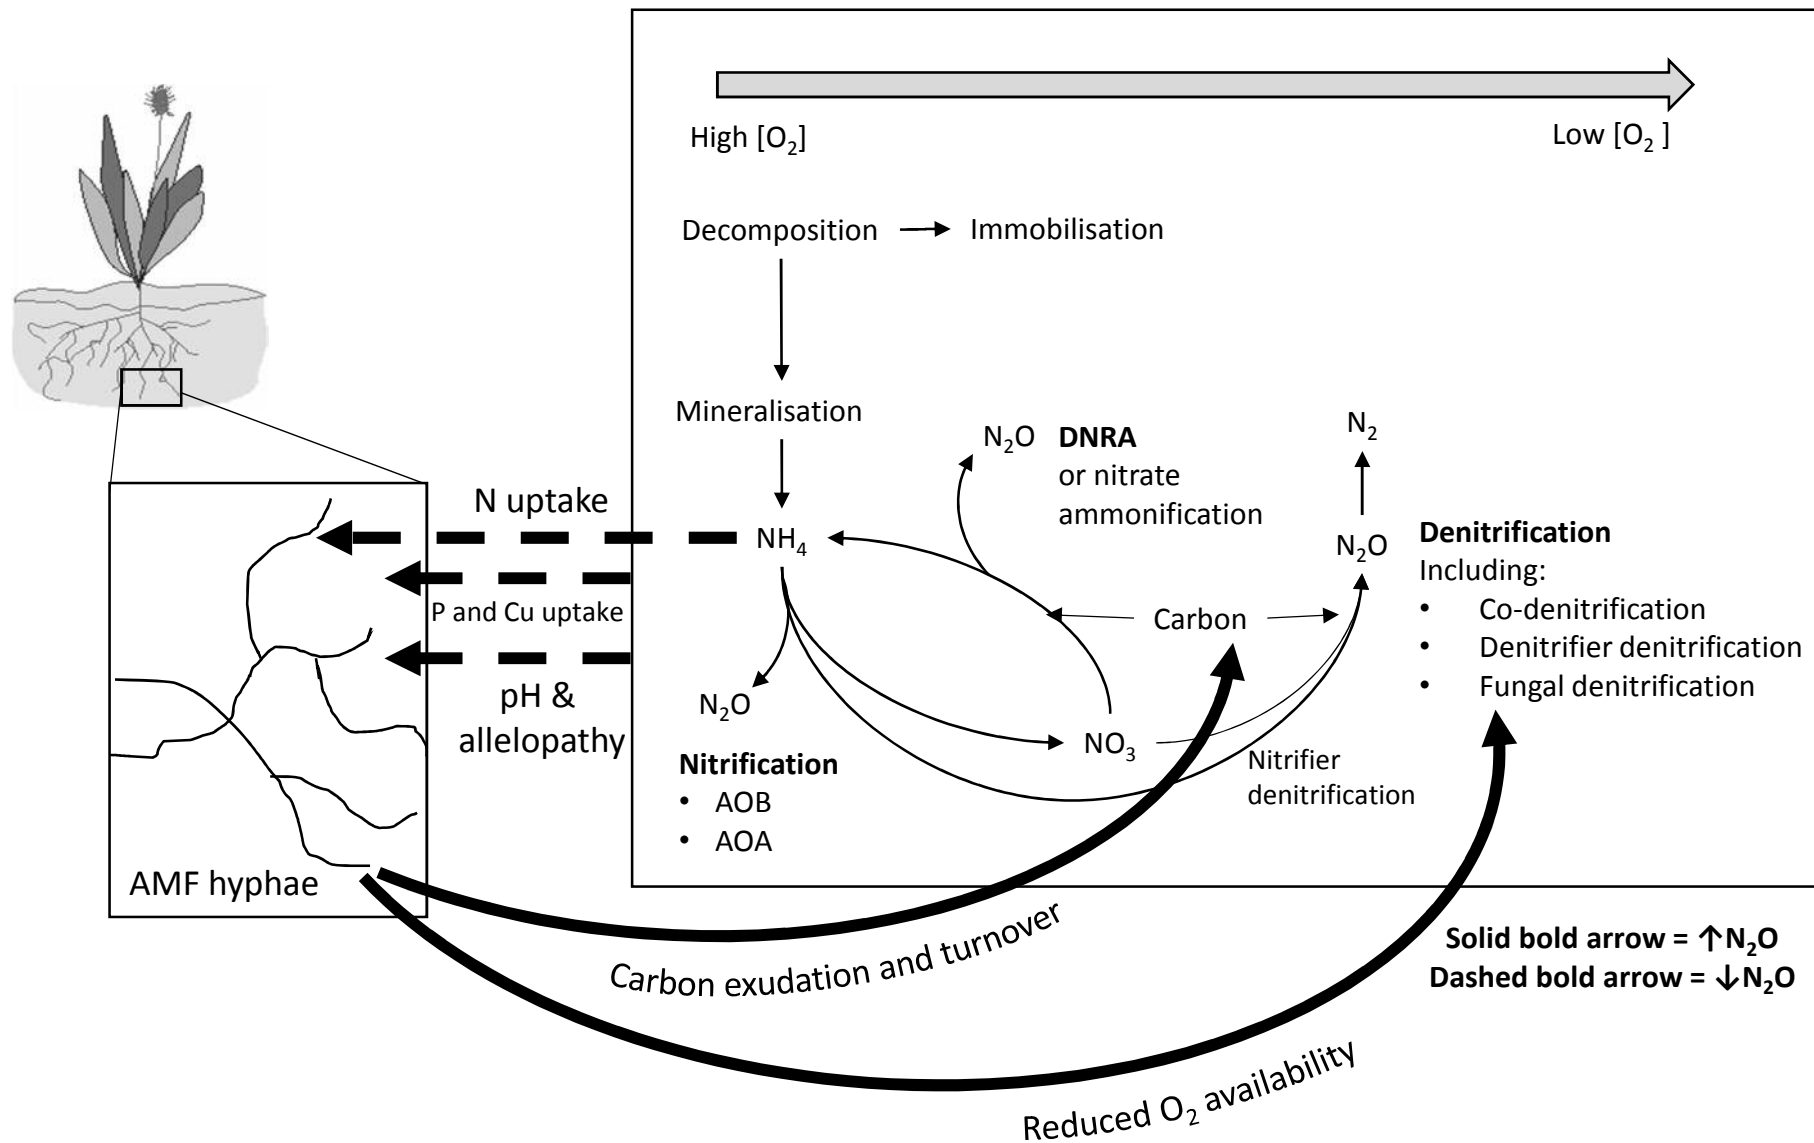 High [O₂]
Low [O₂ ]
Decomposition
Immobilisation
Mineralisation
N₂O
DNRA
or nitrate
ammonification
N₂
N uptake
NH₄
N₂O
Denitrification
Including:
• Co-denitrification
• Denitrifier denitrification
• Fungal denitrification
P and Cu uptake
Carbon
pH &
allelopathy
N₂O
NO₃
Nitrification
• AOB
• AOA
Nitrifier
denitrification
AMF hyphae
Carbon exudation and turnover
Reduced O₂ availability
Solid bold arrow = ↑N₂O
Dashed bold arrow = ↓N₂O